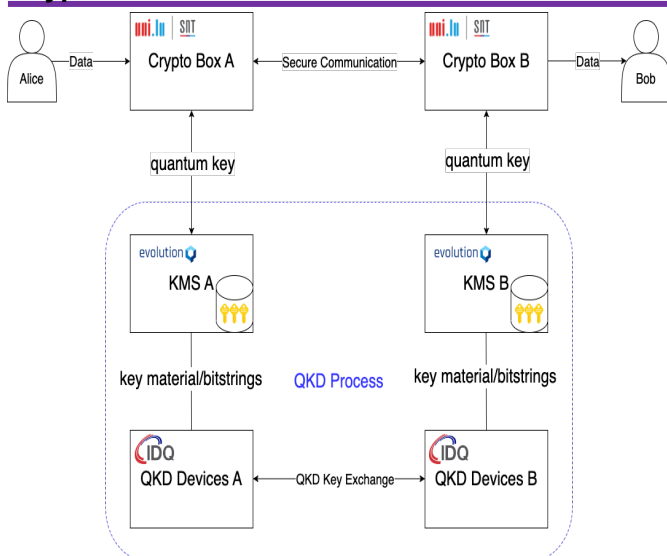 uni.lu SNT
uni.lu SNT
Crypto Box A
Crypto Box B
Data
Secure Communication
Data
Alice
Bob
quantum key
quantum key
evolution
evolution
KMS A
KMS B
key material/bitstrings
QKD Process
key material/bitstrings
IDQ
IDQ
QKD Devices A
QKD Key Exchange
QKD Devices B